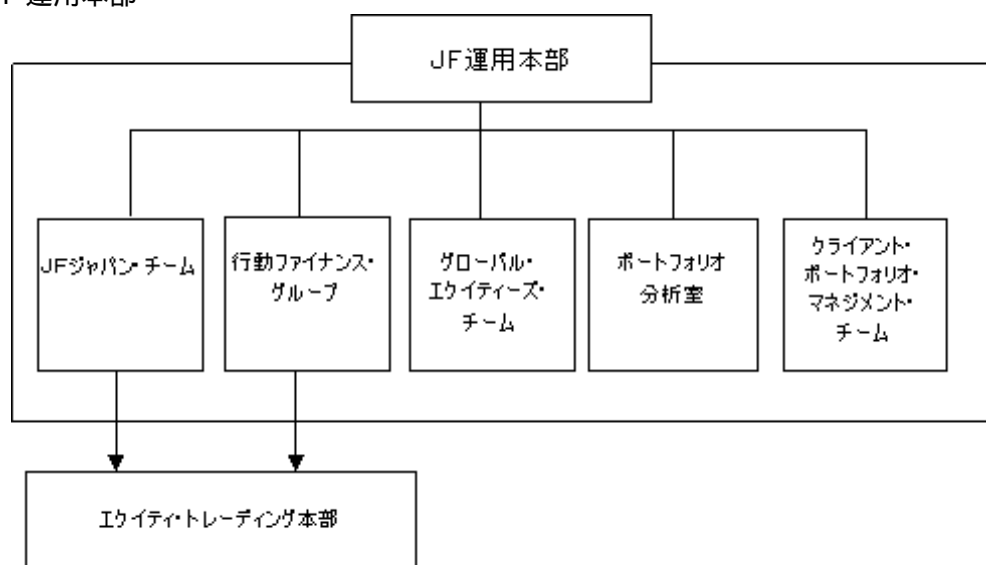 運用本部
JF運用本部
JFジャパン・チーム
行動ファイナンス・
グループ
グローバル・
エクイティーズ・
チーム
ポートフォリオ
分析室
クライアント・
ポートフォリオ・
マネジメント・
チーム
エクイティ・トレーディング本部